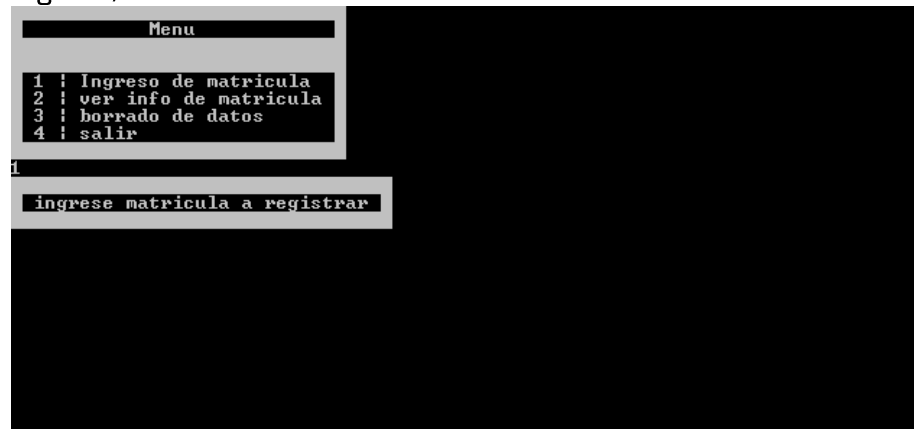 Menu
1 ¦ Ingreso de matricula
2 ¦ ver info de matricula
3 ¦ borrado de datos
4 ¦ salir
1
ingrese matricula a registrar